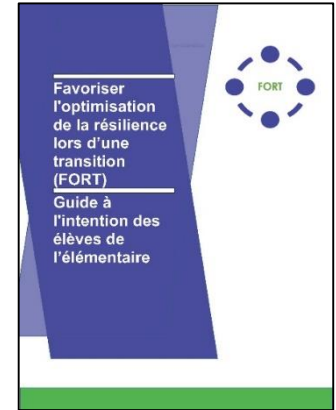 Favoriser
l'optimisation
de la résilience
lors d'une
transition
(FORT)
Guide à
l'intention des
élèves de
l'élémentaire
FORT